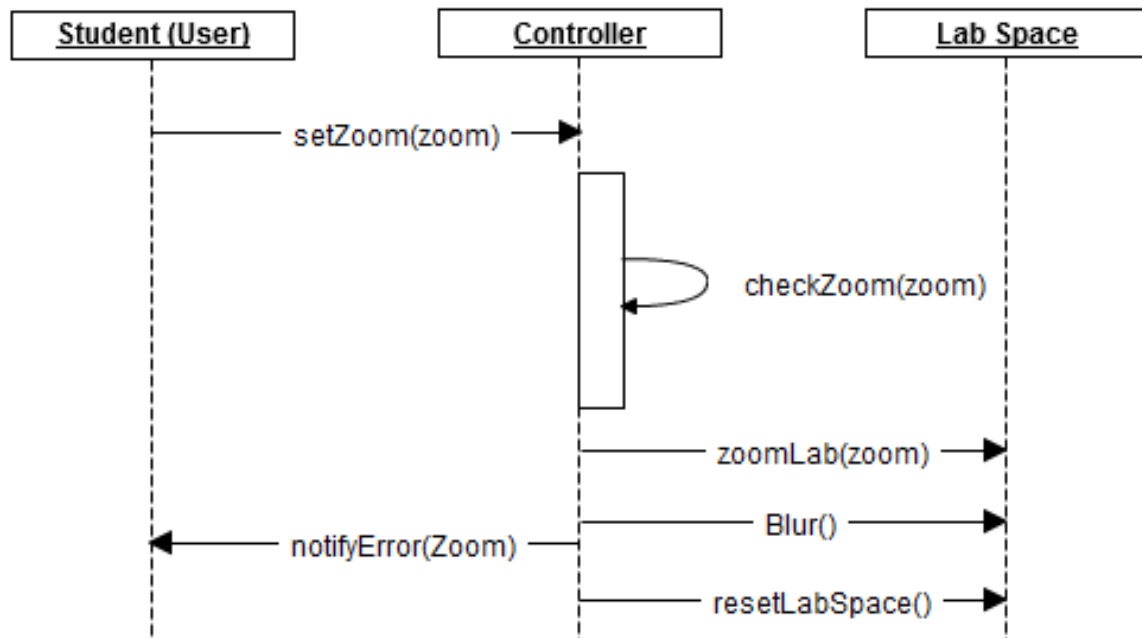 Student (User)
Controller
Lab Space
setZoom(zoom)
checkZoom(zoom)
zoomLab(zoom)
Blur()
notifyError(Zoom)
resetLabSpace()